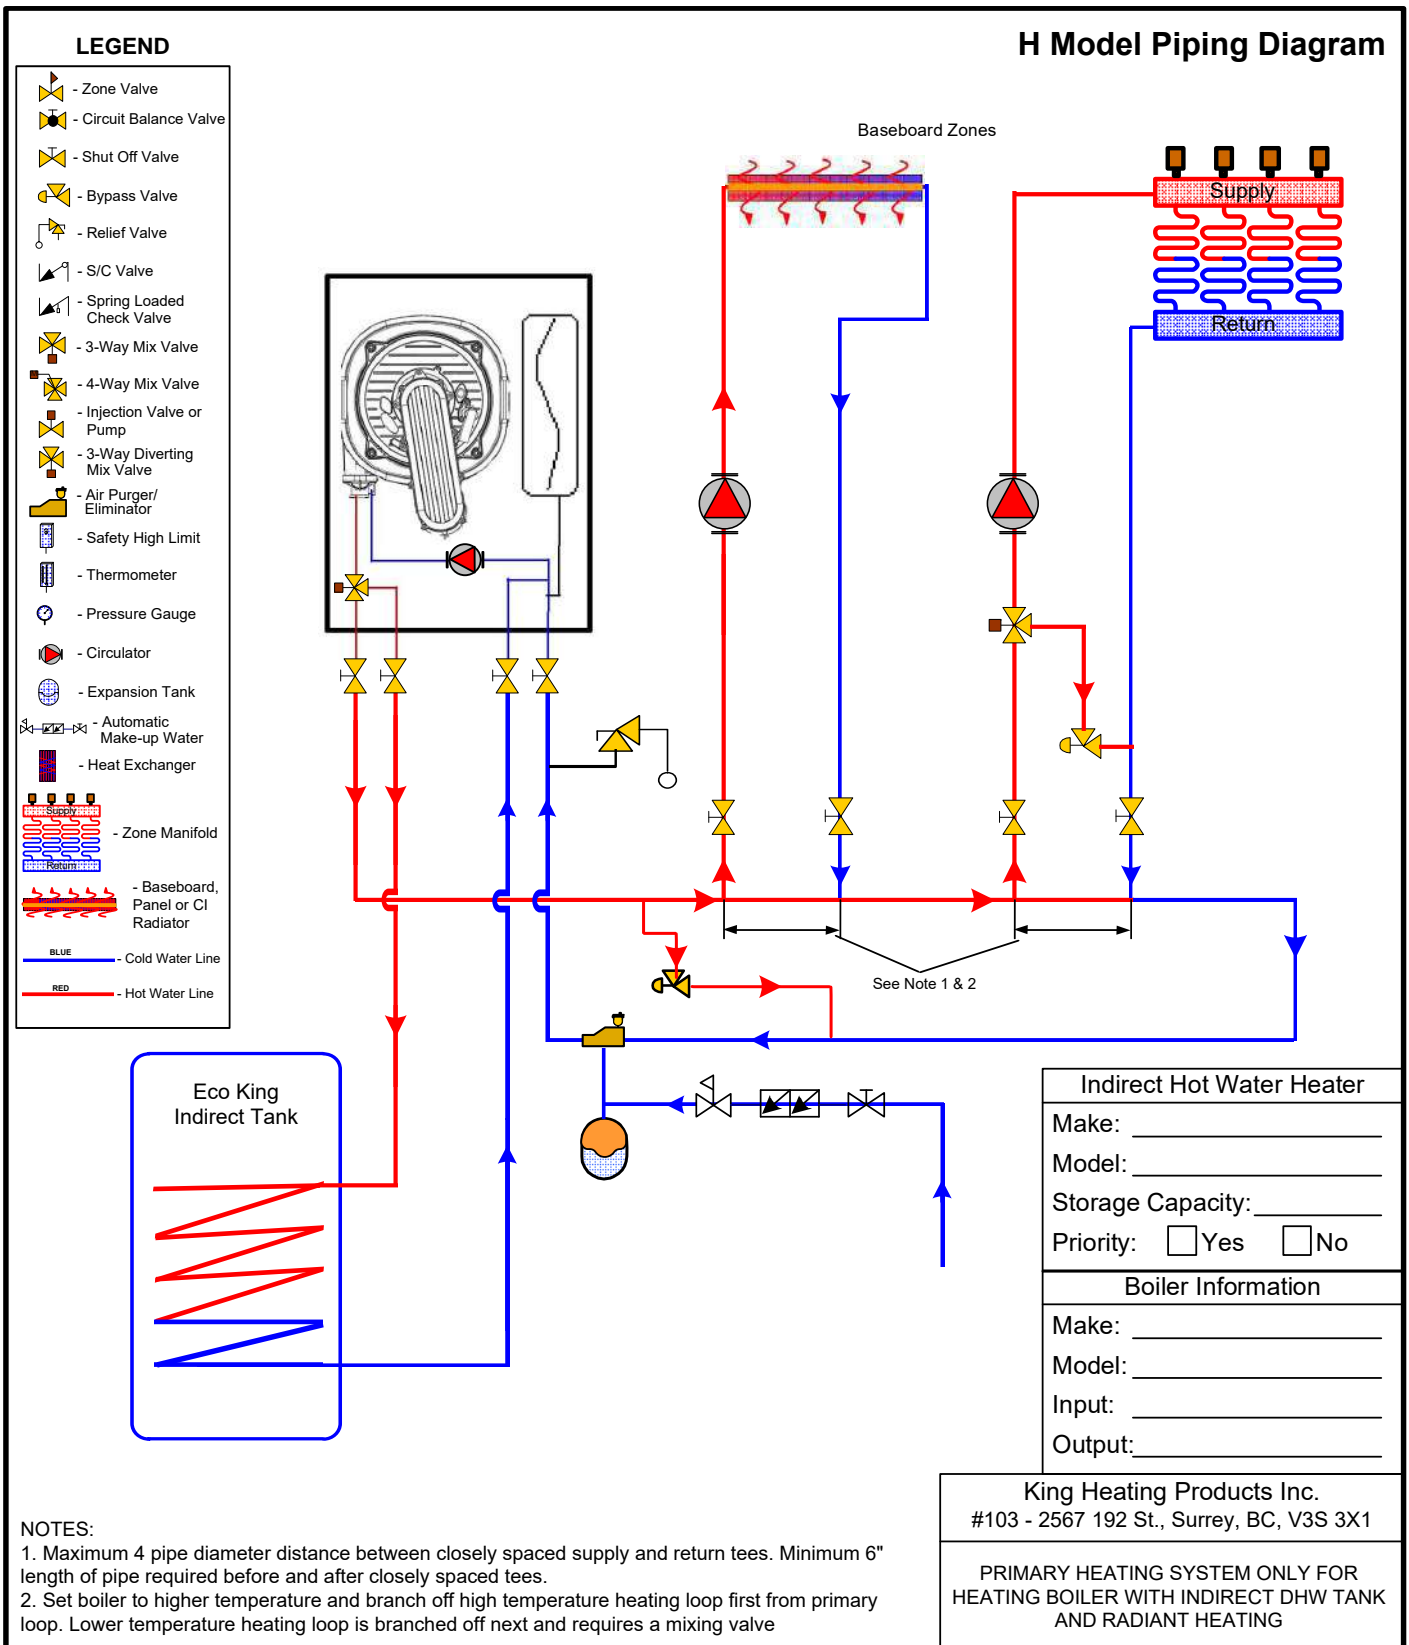 H Model Piping Diagram
LEGEND
- Zone Valve
- Circuit Balance Valve
- Shut Off Valve
- Bypass Valve
- Relief Valve
- S/C Valve
- Spring Loaded
Check Valve
- 3-Way Mix Valve
- 4-Way Mix Valve
- Injection Valve or
Pump
- 3-Way Diverting
Mix Valve
- Air Purger/
Eliminator
- Safety High Limit
- Thermometer
- Pressure Gauge
- Circulator
- Expansion Tank
- Automatic
Make-up Water
- Heat Exchanger
Supply
- Zone Manifold
Return
- Baseboard,
Panel or CI
Radiator
BLUE
- Cold Water Line
RED
- Hot Water Line
Baseboard Zones
Supply
Return
See Note 1 & 2
Eco King
Indirect Tank
Indirect Hot Water Heater
Make:
Model:
Storage Capacity:
Priority: Yes No
Boiler Information
Make:
Model:
Input:
Output:
King Heating Products Inc.
#103 - 2567 192 St., Surrey, BC, V3S 3X1
PRIMARY HEATING SYSTEM ONLY FOR
HEATING BOILER WITH INDIRECT DHW TANK
AND RADIANT HEATING
NOTES:
1. Maximum 4 pipe diameter distance between closely spaced supply and return tees. Minimum 6"
length of pipe required before and after closely spaced tees.
2. Set boiler to higher temperature and branch off high temperature heating loop first from primary
loop. Lower temperature heating loop is branched off next and requires a mixing valve